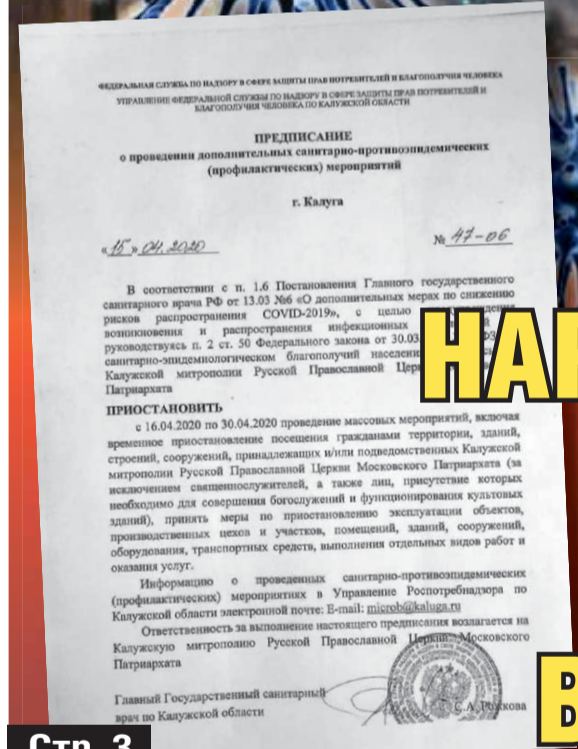 ФЕДЕРАЛЬНАЯ СЛУЖБА ПО НАДЗОРУ В СФЕРЕ ЗАЩИТЫ ПРАВ ПОТРЕБИТЕЛЕЙ И БЛАГОПОЛУЧИЯ ЧЕЛОВЕКА
УПРАВЛЕНИЕ ФЕДЕРАЛЬНОЙ СЛУЖБЫ ПО НАДЗОРУ В СФЕРЕ ЗАЩИТЫ ПРАВ ПОТРЕБИТЕЛЕЙ И
БЛАГОПОЛУЧИЯ ЧЕЛОВЕКА ПО КАЛУЖСКОЙ ОБЛАСТИ
ПРЕДПИСАНИЕ
о проведении дополнительных санитарно-противоэпидемических
(профилактических) мероприятий
г. Калуга
«15» 04.2020 № 47-06
В соответствии с п. 1.6 Постановления Главного государственного
санитарного врача РФ от 13.03 №6 «О дополнительных мерах по снижению
рисков распространения COVID-2019», с целью
возникновения и распространения инфекционных
руководствуясь п. 2 ст. 50 Федерального закона от 30.03.
санитарно-эпидемиологическом благополучий
Калужской митрополии Русской Православной
Патриархата
ПРИОСТАНОВИТЬ
с 16.04.2020 по 30.04.2020 проведение массовых мероприятий, включая
временное приостановление посещения гражданами территории, зданий,
строений, сооружений, принадлежащих и/или подведомственных Калужской
митрополии Русской Православной Церкви Московского Патриархата (за
исключением священнослужителей, а также лиц, присутствие которых
необходимо для совершения богослужений и функционирования культовых
зданий), принять меры по приостановлению эксплуатации объектов,
производственных цехов и участков, помещений, зданий, сооружений,
оборудования, транспортных средств, выполнения отдельных видов работ и
оказания услуг.
Информацию о проведенных санитарно-противоэпидемических
(профилактических) мероприятиях в Управление Роспотребнадзора по
Калужской области электронной почте: E-mail: microb@kaluga.ru
Ответственность за выполнение настоящего предписания возлагается на
Калужскую митрополию Русской Православной Церкви Московского
Патриархата
Главный Государственный санитарный
врач по Калужской области С.А. Рожкова
Стр. 3